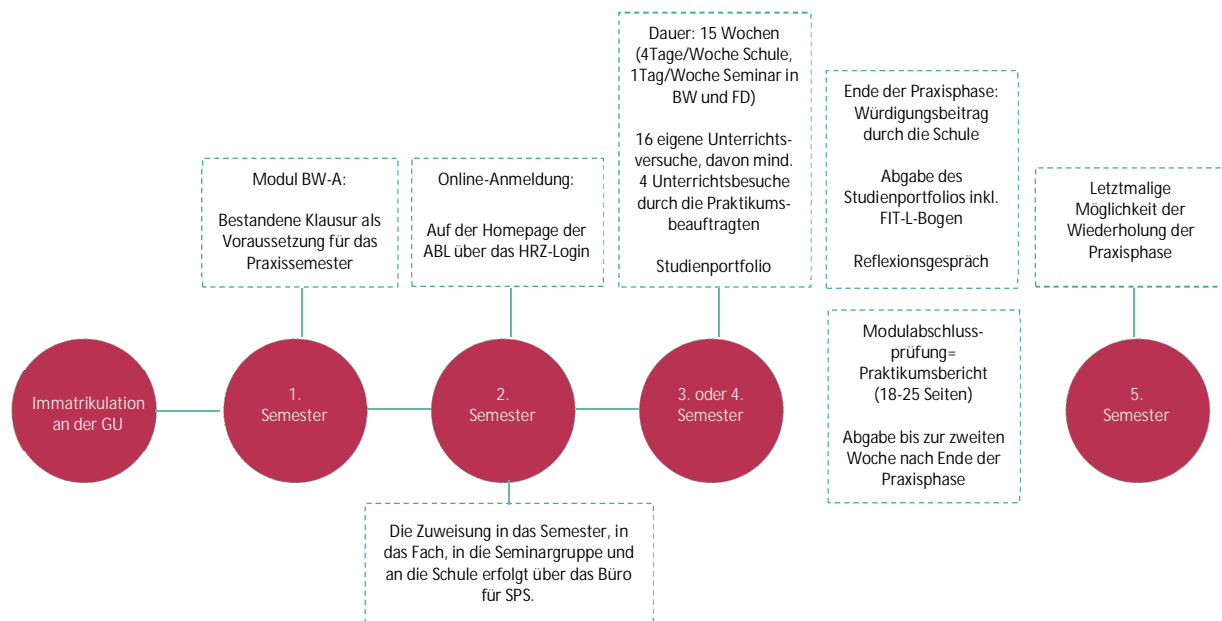 Immatrikulation
an der GU
Modul BW-A:
Bestandene Klausur als
Voraussetzung für das
Praxissemester
1.
Semester
Online-Anmeldung:
Auf der Homepage der
ABL über das HRZ-Login
2.
Semester
Die Zuweisung in das Semester, in
das Fach, in die Seminargruppe und
an die Schule erfolgt über das Büro
für SPS.
Dauer: 15 Wochen
(4Tage/Woche Schule,
1Tag/Woche Seminar in
BW und FD)
16 eigene Unterrichts-
versuche, davon mind.
4 Unterrichtsbesuche
durch die Praktikums-
beauftragten
Studienportfolio
3. oder 4.
Semester
Ende der Praxisphase:
Würdigungsbeitrag
durch die Schule
Abgabe des
Studienportfolios inkl.
FIT-L-Bogen
Reflexionsgespräch
Modulabschluss-
prüfung=
Praktikumsbericht
(18-25 Seiten)
Abgabe bis zur zweiten
Woche nach Ende der
Praxisphase
Letztmalige
Möglichkeit der
Wiederholung der
Praxisphase
5.
Semester